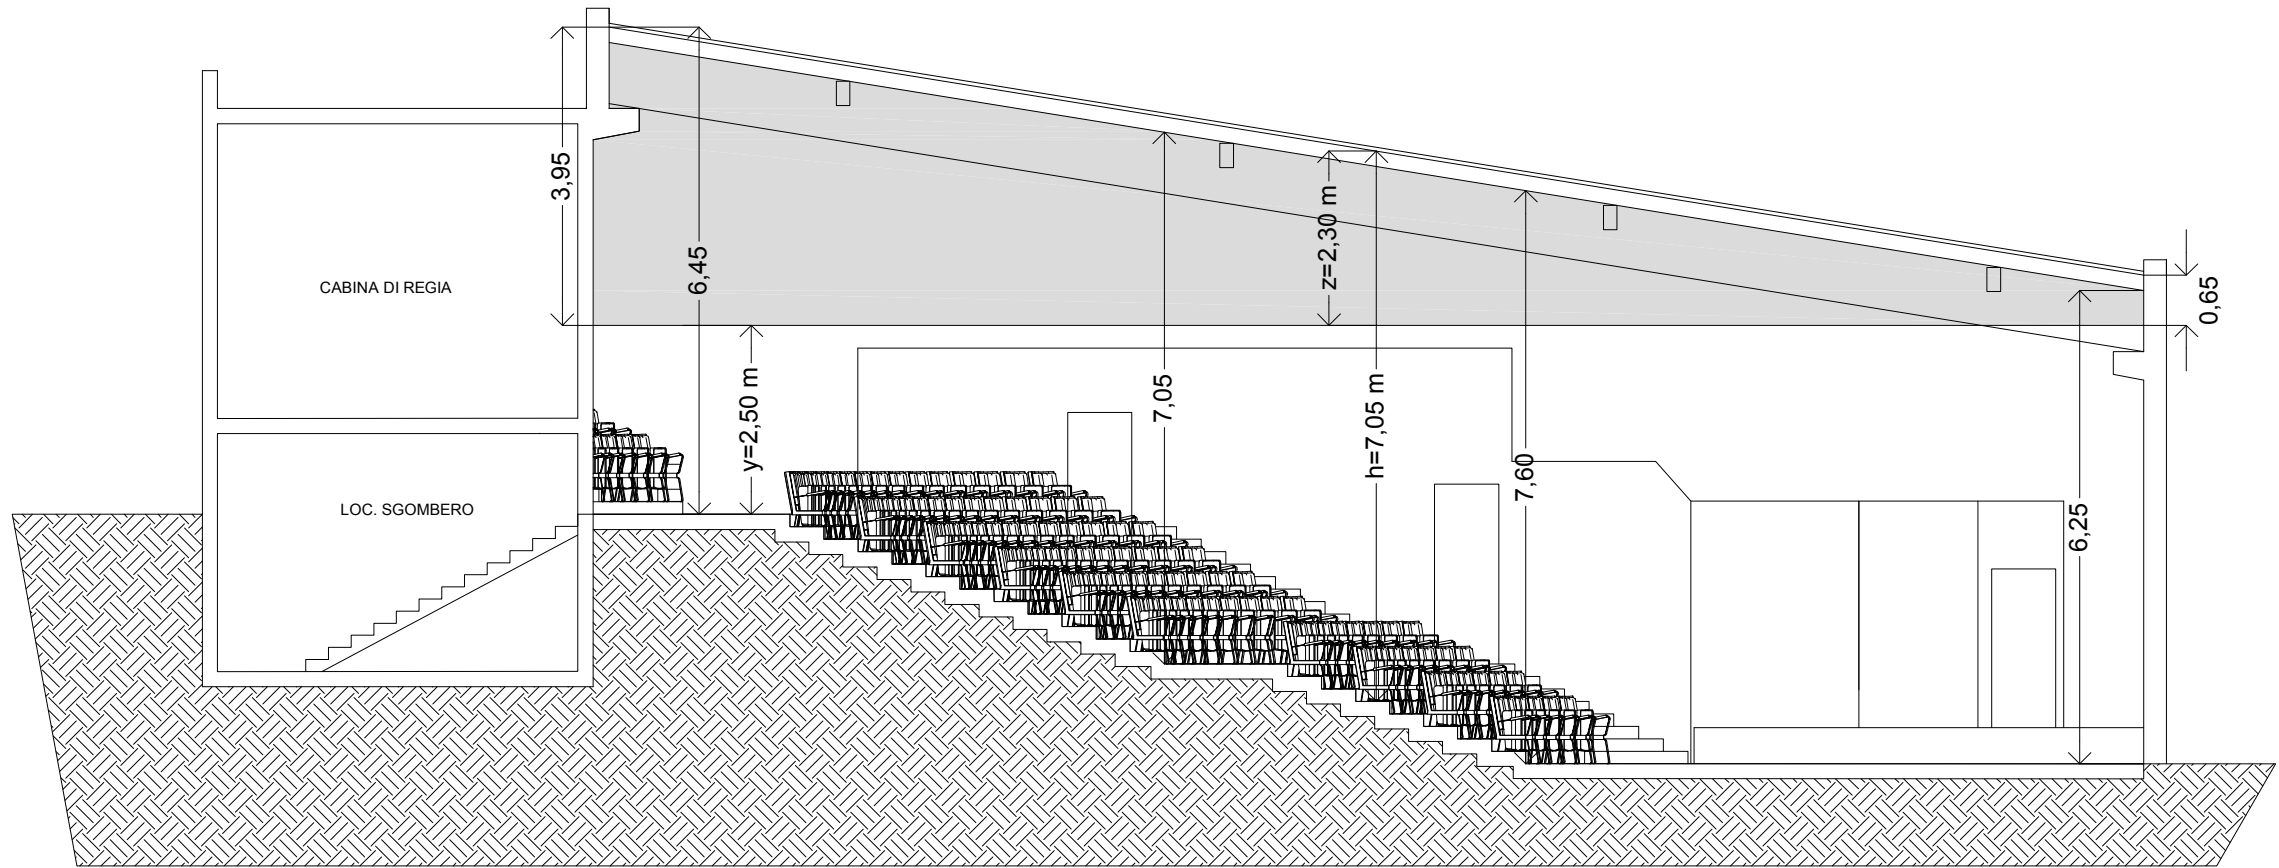 3,95
6,45
CABINA DI REGIA
LOC. SGOMBERO
y=2,50 m
7,05
z=2,30 m
h=7,05 m
7,60
6,25
0,65